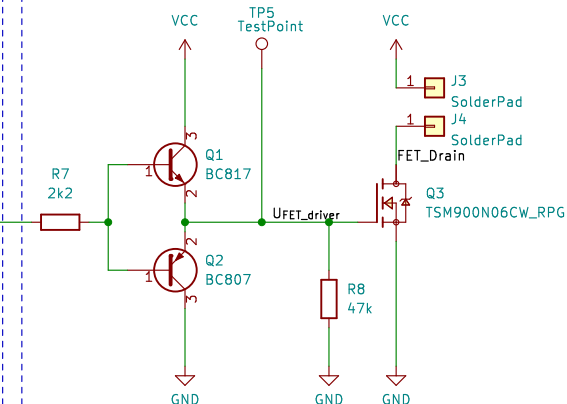 VCC
TP5
TestPoint
VCC
1
J3
SolderPad
1
J4
SolderPad
FET_Drain
3
Q1
BC817
1
2
R7
2k2
Q3
TSM900N06CW_RPG
UFET_driver
2
Q2
BC807
1
3
R8
47k
GND
GND
GND